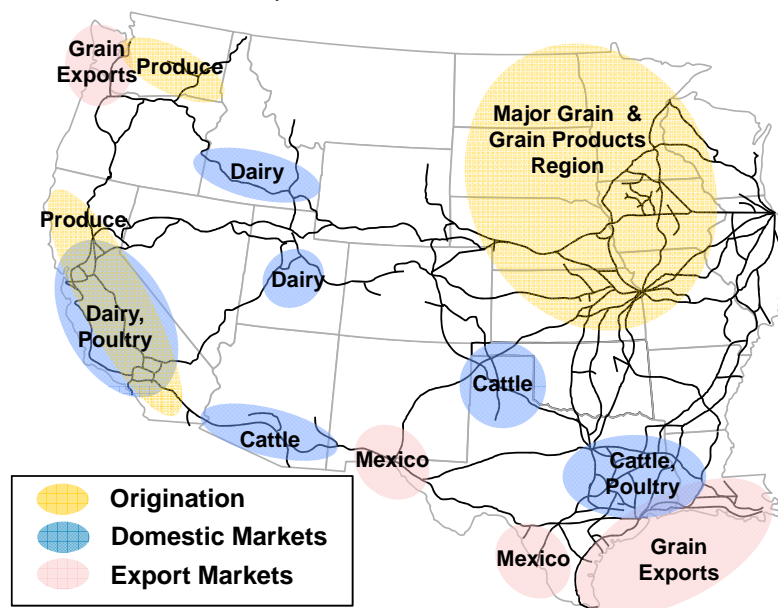 Grain
Exports
Produce
Major Grain &
Grain Products
Region
Dairy
Produce
Dairy
Dairy,
Poultry
Cattle
Cattle
Mexico
Cattle,
Poultry
Mexico
Grain
Exports
Origination
Domestic Markets
Export Markets